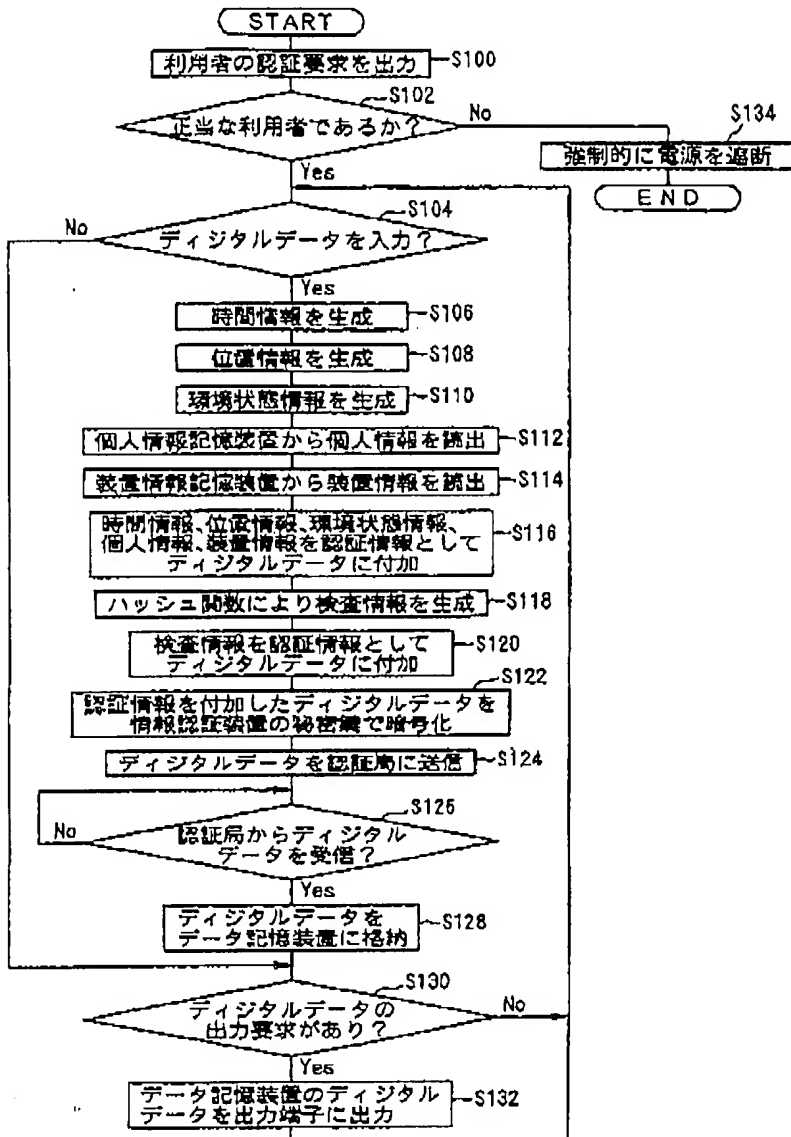 START
利用者の認証要求を出力
S100
S102
正当な利用者であるか?
No
S134
強制的に電源を遮断
END
Yes
S104
No
ディジタルデータを入力?
Yes
時間情報を生成
S106
位置情報を生成
S108
環境状態情報を生成
S110
個人情報記憶装置から個人情報を読出
S112
装置情報記憶装置から装置情報を読出
S114
時間情報、位置情報、環境状態情報、
個人情報、装置情報を認証情報として
ディジタルデータに付加
S116
ハッシュ関数により検査情報を生成
S118
検査情報を認証情報として
ディジタルデータに付加
S120
S122
認証情報を付加したディジタルデータを
情報認証装置の秘密鍵で暗号化
ディジタルデータを認証局に送信
S124
S126
No
認証局からディジタル
データを受信?
Yes
ディジタルデータを
データ記憶装置に格納
S128
S130
ディジタルデータの
出力要求があり?
No
Yes
データ記憶装置のディジタル
データを出力端子に出力
S132